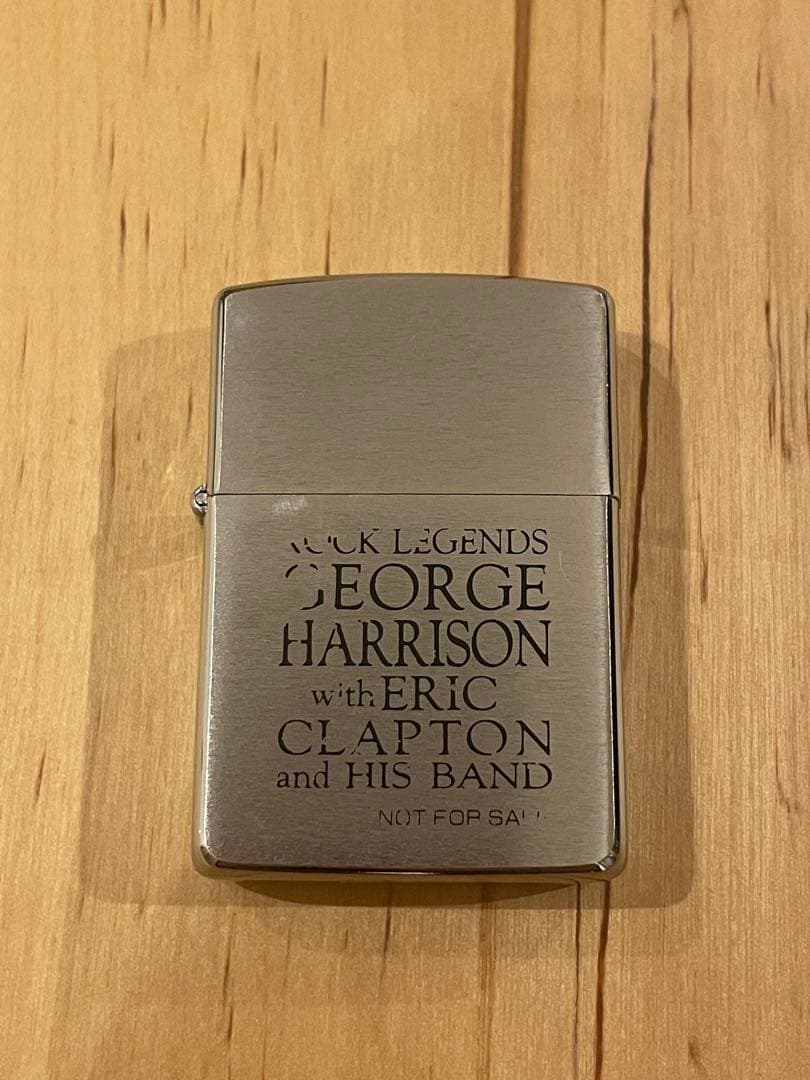 ROCK LEGENDS
GEORGE
HARRISON
with ERIC
CLAPTON
and HIS BAND
NOT FOR SALE